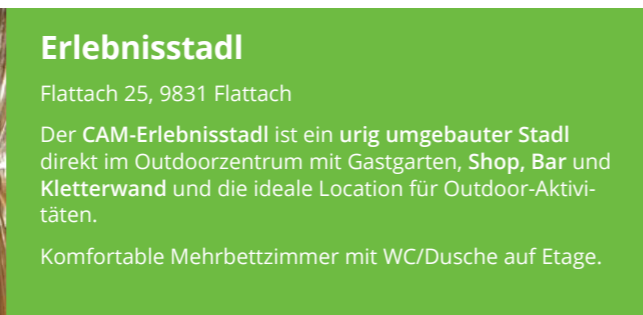 Erlebnisstadl
Flattach 25, 9831 Flattach
Der CAM-Erlebnisstadl ist ein urig umgebauter Stadl
direkt im Outdoorzentrum mit Gastgarten, Shop, Bar und
Kletterwand und die ideale Location für Outdoor-Aktivi-
täten.
Komfortable Mehrbettzimmer mit WC/Dusche auf Etage.